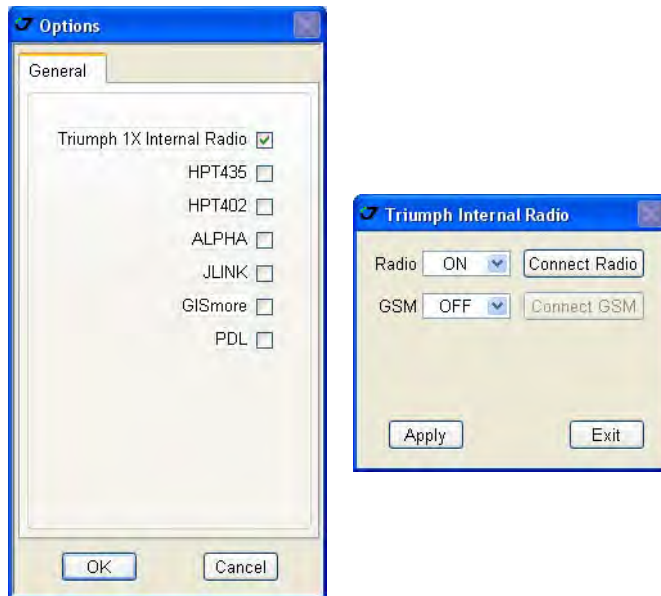 Options
General
Triumph 1X Internal Radio
HPT435
HPT402
ALPHA
JLINK
GISmore
PDL
OK Cancel
Triumph Internal Radio
Radio ON Connect Radio
GSM OFF Connect GSM
Apply Exit